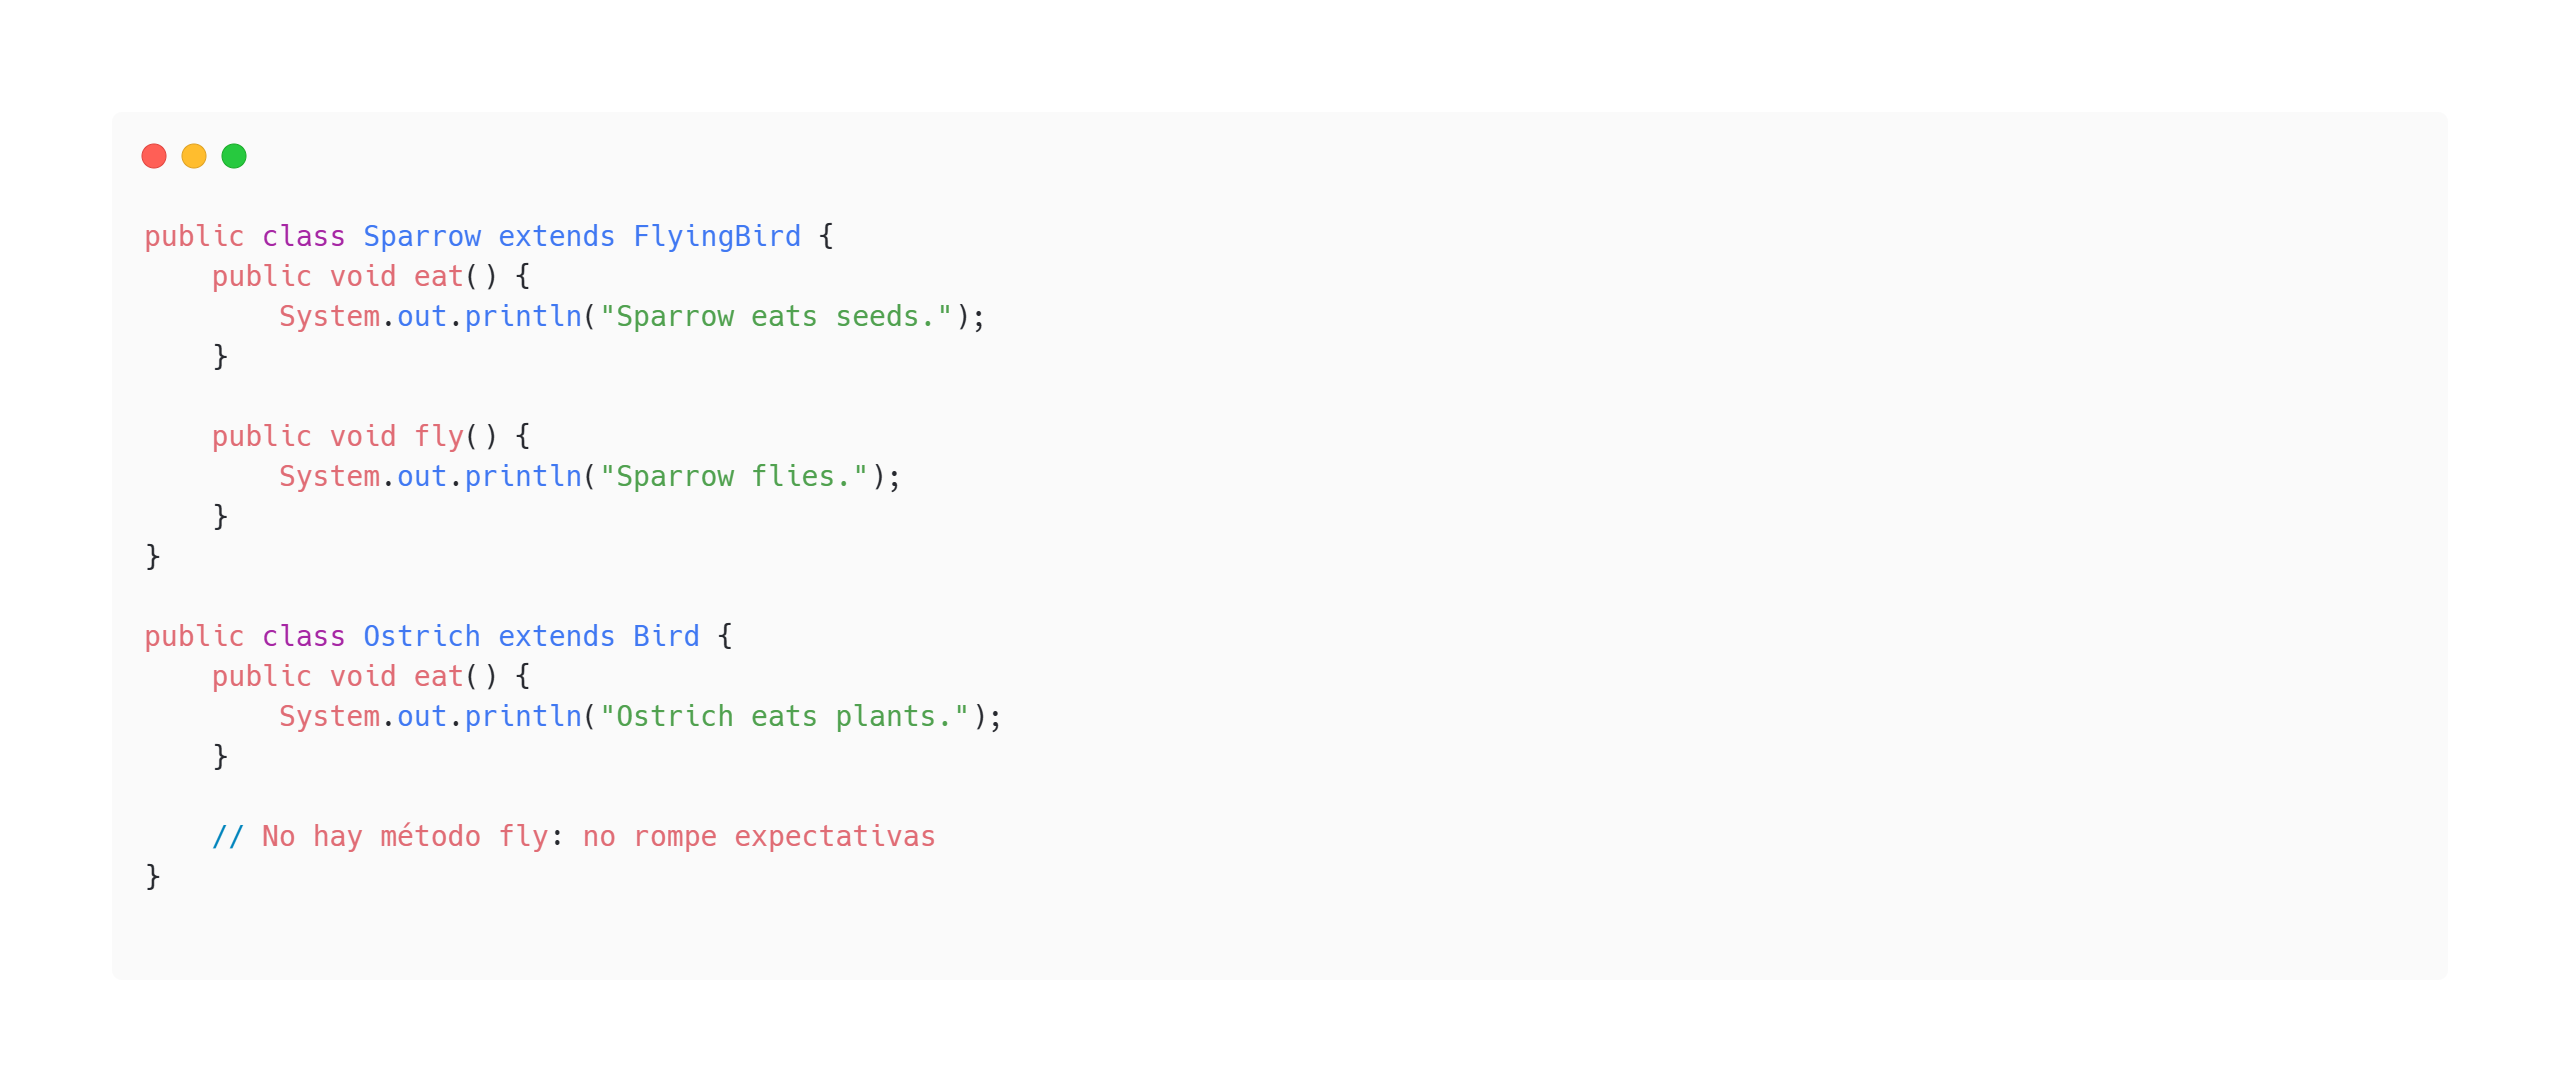 public class Sparrow extends FlyingBird {
    public void eat() {
        System.out.println("Sparrow eats seeds.");
    }

    public void fly() {
        System.out.println("Sparrow flies.");
    }
}

public class Ostrich extends Bird {
    public void eat() {
        System.out.println("Ostrich eats plants.");
    }

    // No hay método fly: no rompe expectativas
}